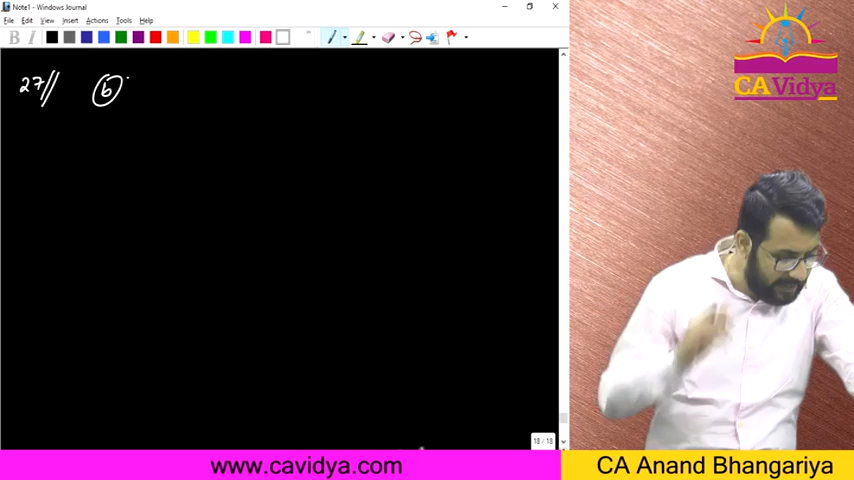 Note1 - Windows Journal
File Edit View Insert Actions Tools Help
B I
27// b
18 / 18
CA Vidya
www.cavidya.com
CA Anand Bhangariya